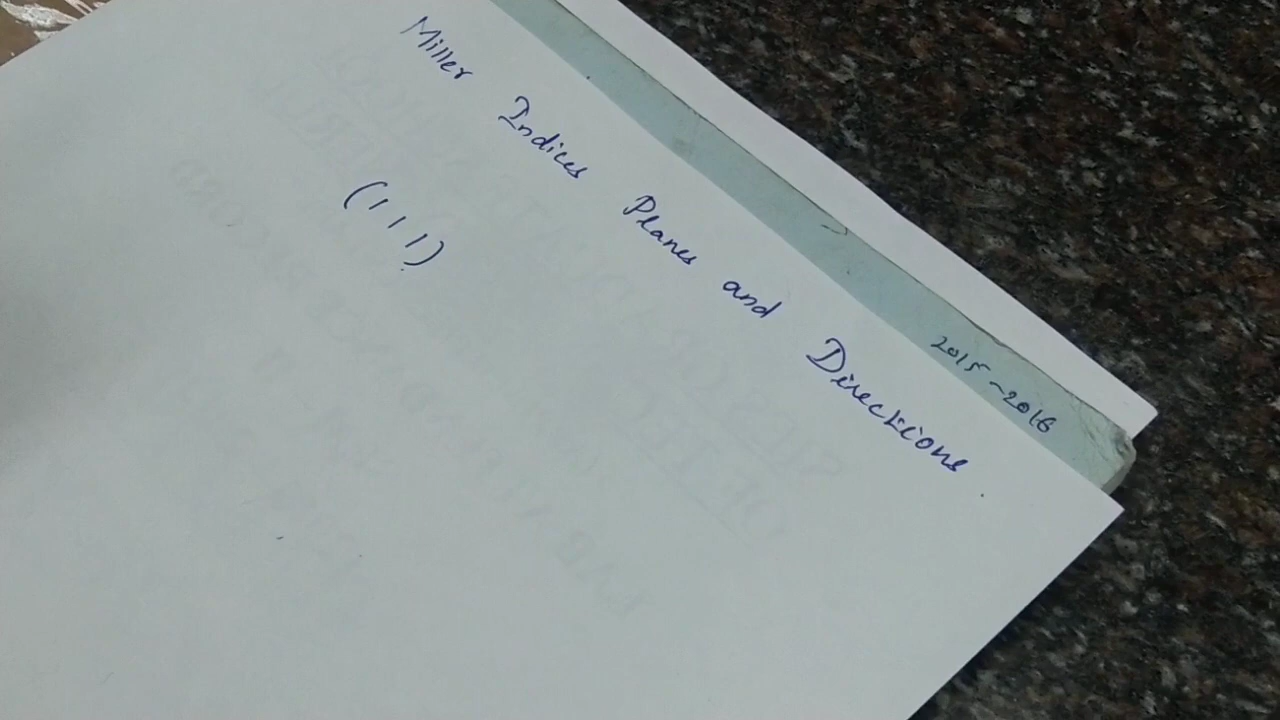 2015-2016
Miller Indices Planes and Directions.
(111)